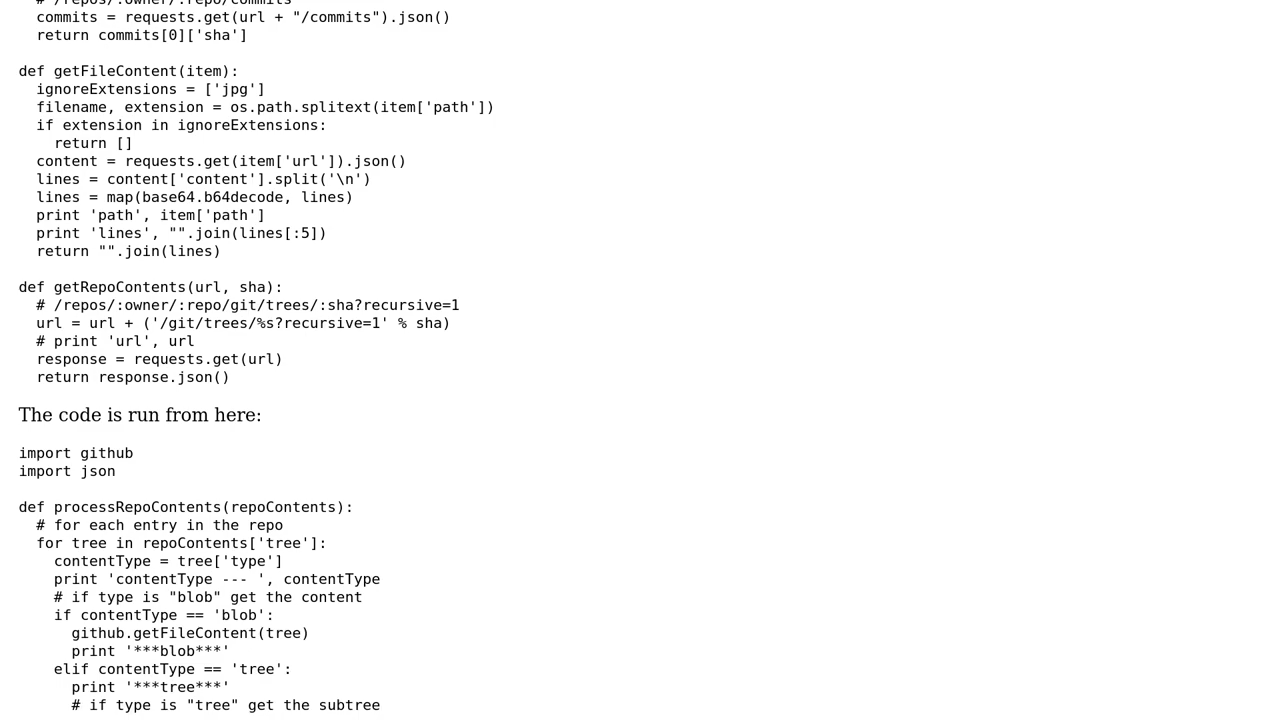 # /repos/:owner/:repo/commits
commits = requests.get(url + "/commits").json()
return commits[0]['sha']
def getFileContent(item):
ignoreExtensions = ['jpg']
filename, extension = os.path.splitext(item['path'])
if extension in ignoreExtensions:
return []
content = requests.get(item['url']).json()
lines = content['content'].split('\n')
lines = map(base64.b64decode, lines)
print 'path', item['path']
print 'lines', "".join(lines[:5])
return "".join(lines)
def getRepoContents(url, sha):
# /repos/:owner/:repo/git/trees/:sha?recursive=1
url = url + ('/git/trees/%s?recursive=1' % sha)
# print 'url', url
response = requests.get(url)
return response.json()
The code is run from here:
import github
import json
def processRepoContents(repoContents):
# for each entry in the repo
for tree in repoContents['tree']:
contentType = tree['type']
print 'contentType --- ', contentType
# if type is "blob" get the content
if contentType == 'blob':
github.getFileContent(tree)
print '***blob***'
elif contentType == 'tree':
print '***tree***'
# if type is "tree" get the subtree